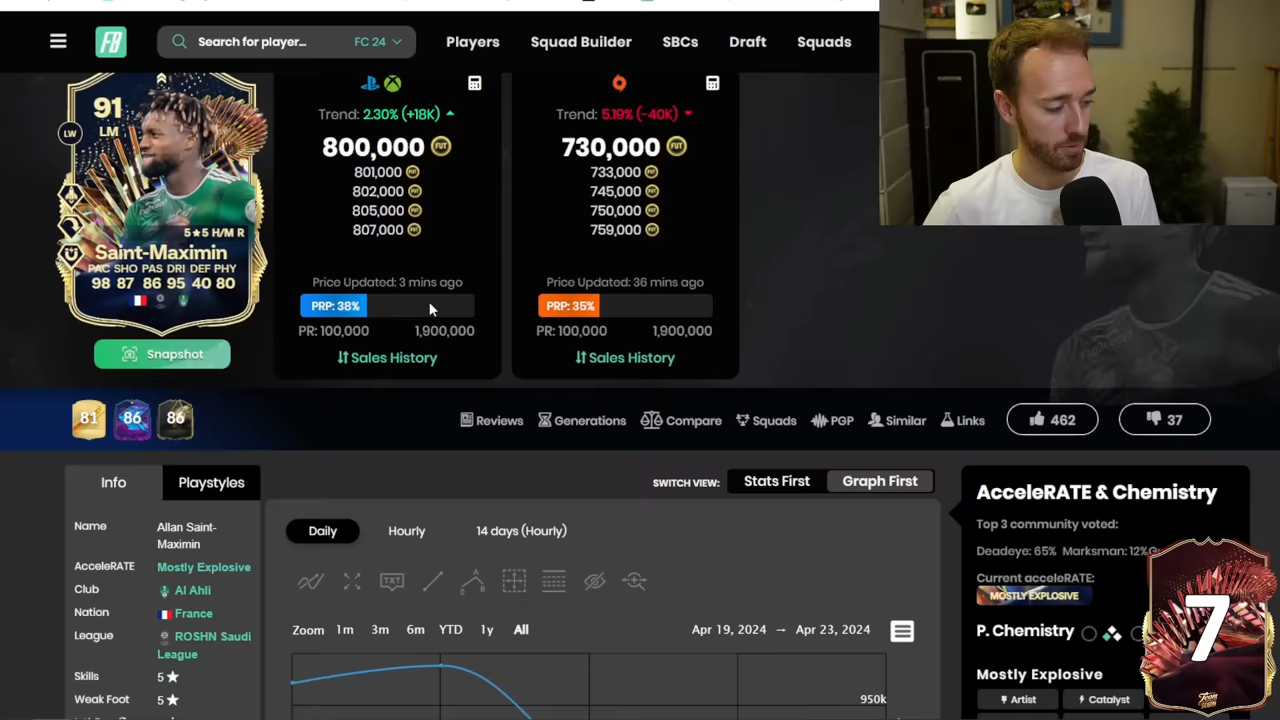 FB
Search for player...
FC 24
Players
Squad Builder
SBCs
Draft
Squads
91
LM
LW
5★5 H/M R
Saint-Maximin
PAC SHO PAS DRI DEF PHY
98 87 86 95 40 80
Snapshot
Trend: 2.30% (+18K)
800,000
801,000
802,000
805,000
807,000
Price Updated: 3 mins ago
PRP: 38%
PR: 100,000
1,900,000
Sales History
Trend: 5.19% (-40K)
730,000
733,000
745,000
750,000
759,000
Price Updated: 36 mins ago
PRP: 35%
PR: 100,000
1,900,000
Sales History
81
86
86
Reviews
Generations
Compare
Squads
PGP
Similar
Links
462
37
Info
Playstyles
Name
Allan Saint-
Maximin
AcceleRATE
Mostly Explosive
Club
Al Ahli
Nation
France
League
ROSHN Saudi
League
Skills
5★
Weak Foot
5★
SWITCH VIEW:
Stats First
Graph First
Daily
Hourly
14 days (Hourly)
TXT
Zoom
1m
3m
6m
YTD
1y
All
Apr 19, 2024 → Apr 23, 2024
950k
AcceleRATE & Chemistry
Top 3 community voted:
Deadeye: 65% Marksman: 12%
Current acceleRATE:
MOSTLY EXPLOSIVE
P. Chemistry
Mostly Explosive
Artist
Catalyst
7